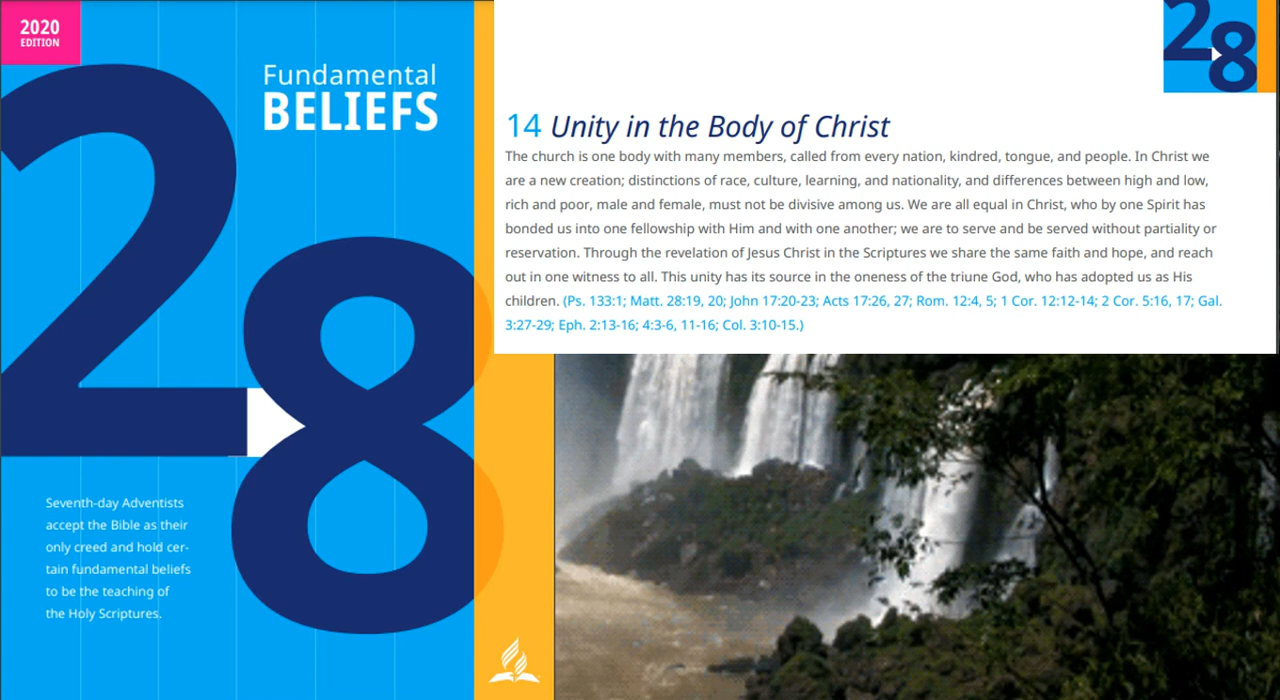 2020
EDITION
28
Fundamental
BELIEFS
Seventh-day Adventists
accept the Bible as their
only creed and hold cer-
tain fundamental beliefs
to be the teaching of
the Holy Scriptures.
28
14 Unity in the Body of Christ
The church is one body with many members, called from every nation, kindred, tongue, and people. In Christ we
are a new creation; distinctions of race, culture, learning, and nationality, and differences between high and low,
rich and poor, male and female, must not be divisive among us. We are all equal in Christ, who by one Spirit has
bonded us into one fellowship with Him and with one another; we are to serve and be served without partiality or
reservation. Through the revelation of Jesus Christ in the Scriptures we share the same faith and hope, and reach
out in one witness to all. This unity has its source in the oneness of the triune God, who has adopted us as His
children. (Ps. 133:1; Matt. 28:19, 20; John 17:20-23; Acts 17:26, 27; Rom. 12:4, 5; 1 Cor. 12:12-14; 2 Cor. 5:16, 17; Gal.
3:27-29; Eph. 2:13-16; 4:3-6, 11-16; Col. 3:10-15.)